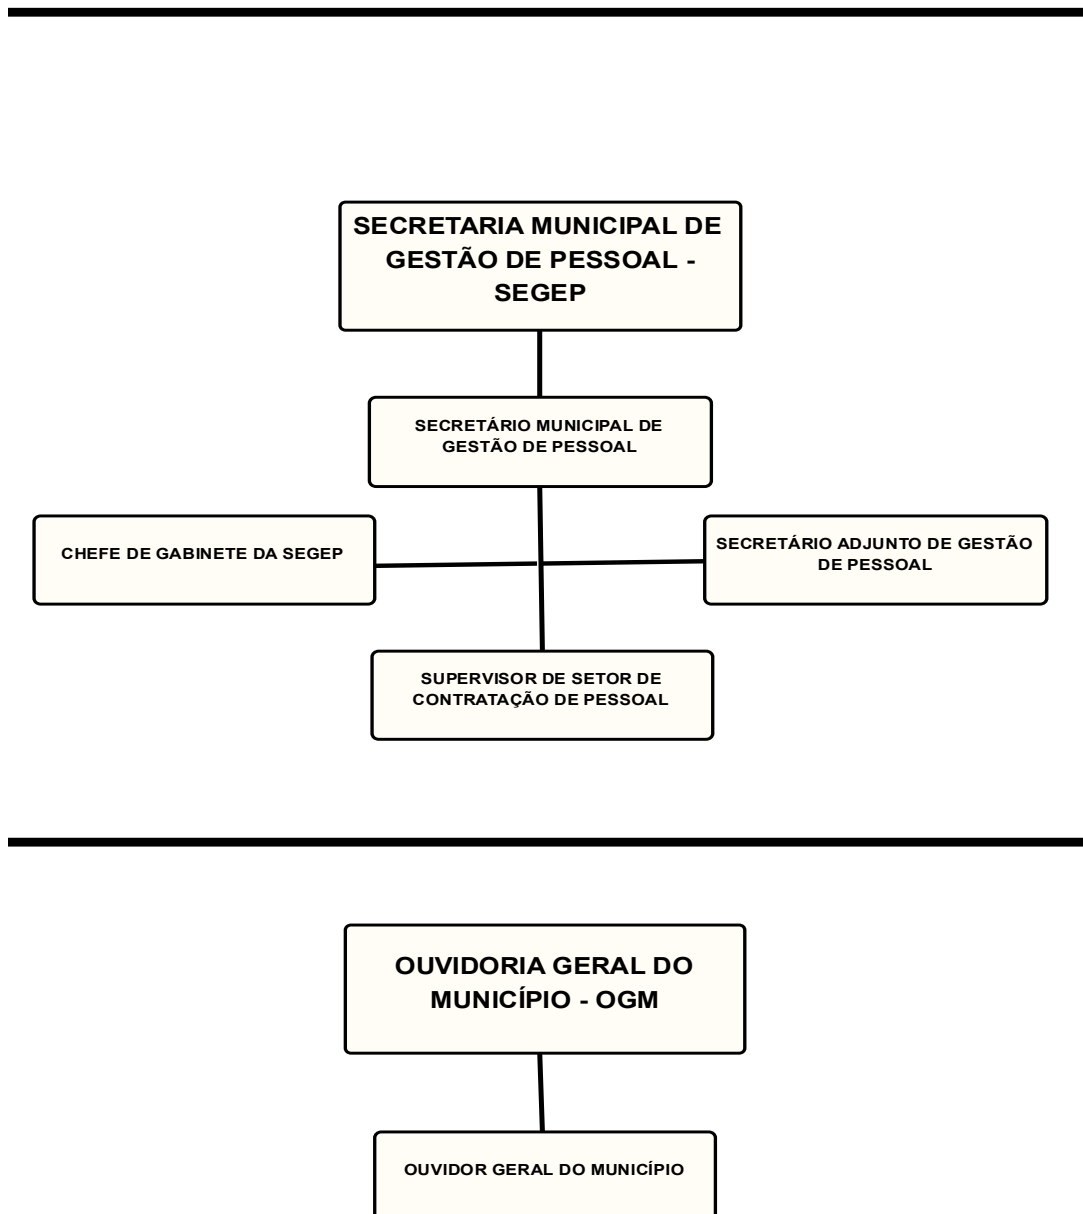 SECRETARIA MUNICIPAL DE
GESTÃO DE PESSOAL -
SEGEP
SECRETÁRIO MUNICIPAL DE
GESTÃO DE PESSOAL
CHEFE DE GABINETE DA SEGEP
SECRETÁRIO ADJUNTO DE GESTÃO
DE PESSOAL
SUPERVISOR DE SETOR DE
CONTRATAÇÃO DE PESSOAL
OUVIDORIA GERAL DO
MUNICÍPIO - OGM
OUVIDOR GERAL DO MUNICÍPIO